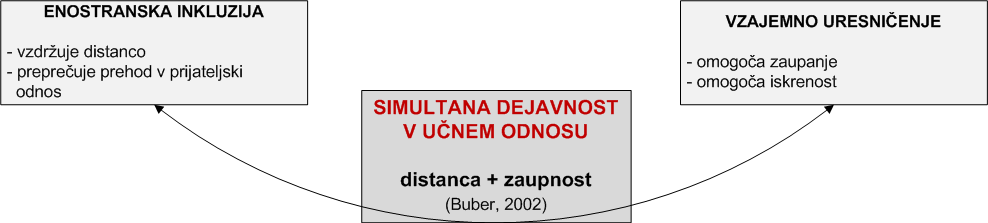 ENOSTRANSKA INKLUZIJA
- vzdržuje distanco
- preprečuje prehod v prijateljski
odnos
SIMULTANA DEJAVNOST
V UČNEM ODNOSU
distanca + zaupnost
(Buber, 2002)
VZAJEMNO URESNIČENJE
- omogoča zaupanje
- omogoča iskrenost